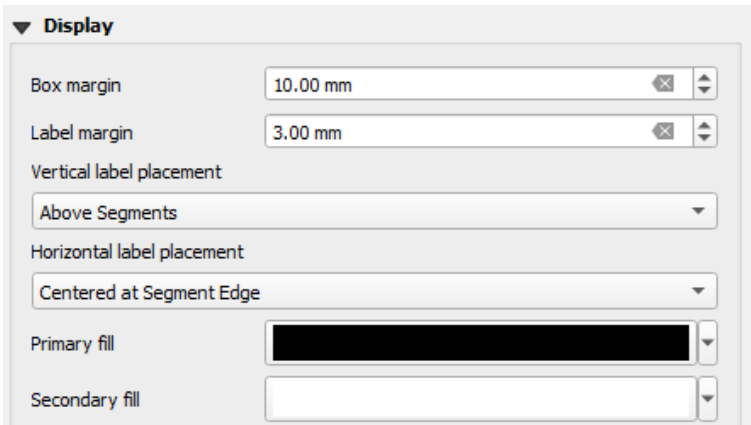 Display
Box margin 10.00 mm
Label margin 3.00 mm
Vertical label placement
Above Segments
Horizontal label placement
Centered at Segment Edge
Primary fill
Secondary fill